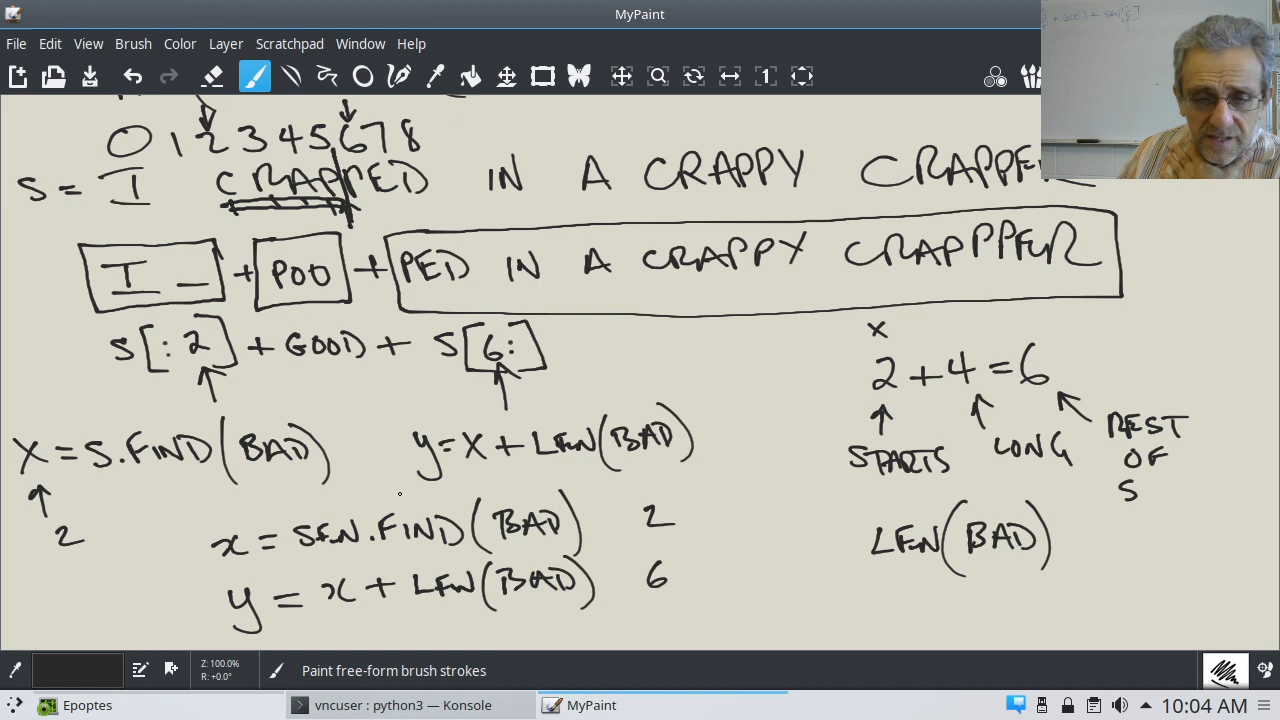 MyPaint
File Edit View Brush Color Layer Scratchpad Window Help
0 1 2 3 4 5 6 7 8
S = I CRAPPED IN A CRAPPY CRAPPER
I _ + POO + PED IN A CRAPPY CRAPPPER
S[:2] + GOOD + S[6:]
X
2 + 4 = 6
STARTS LONG REST OF S
X = S.FIND(BAD) y = X + LEN(BAD)
2
x = SEN.FIND(BAD) 2
LEN(BAD)
y = x + LEN(BAD) 6
Z: 100.0%
R: +0.0°
Paint free-form brush strokes
Epoptes vncuser : python3 — Konsole MyPaint 10:04 AM